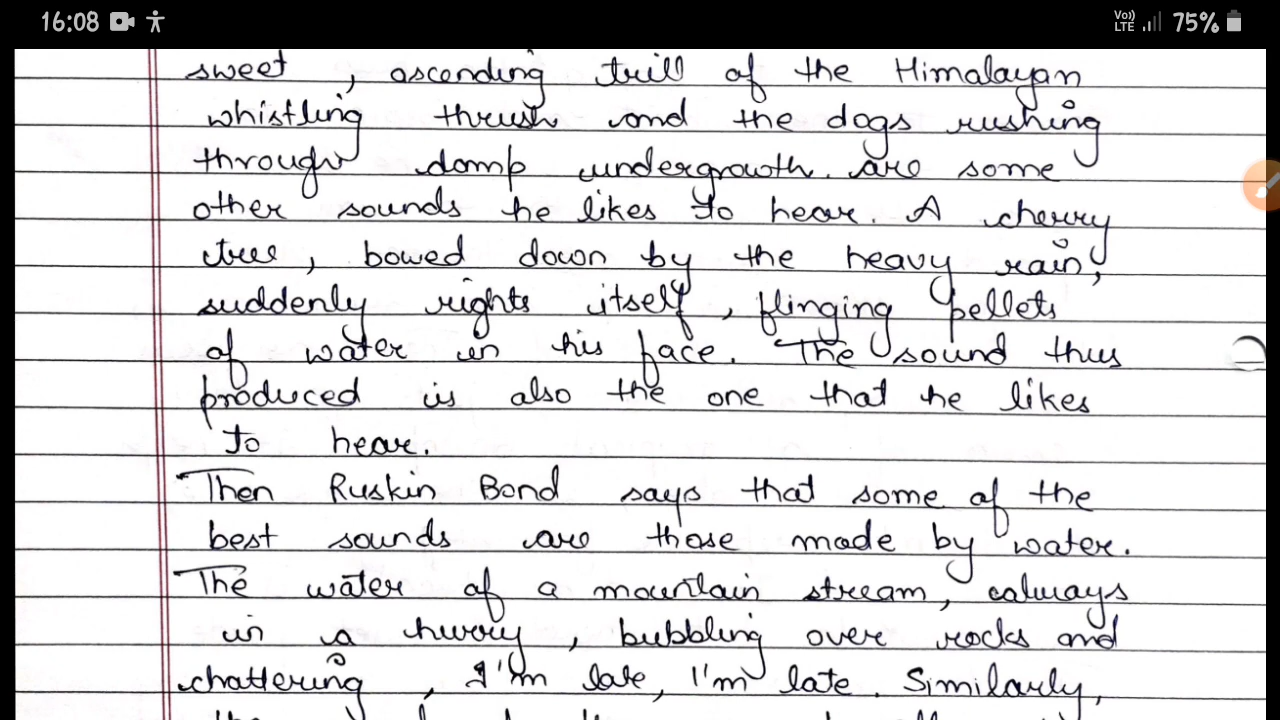 16:08
Vo)) LTE 75%
sweet , ascending trill of the Himalayan
whistling thrush and the dogs rushing
through damp undergrowth. are some
other sounds he likes to hear. A cherry
tree , bowed down by the heavy rain,
suddenly rights itself , flinging pellets
of water in his face. The sound thus
produced is also the one that he likes
to hear.
Then Ruskin Bond says that some of the
best sounds are those made by water.
The water of a mountain stream, always
in a hurry , bubbling over rocks and
chattering , I'm late, I'm late. Similarly,